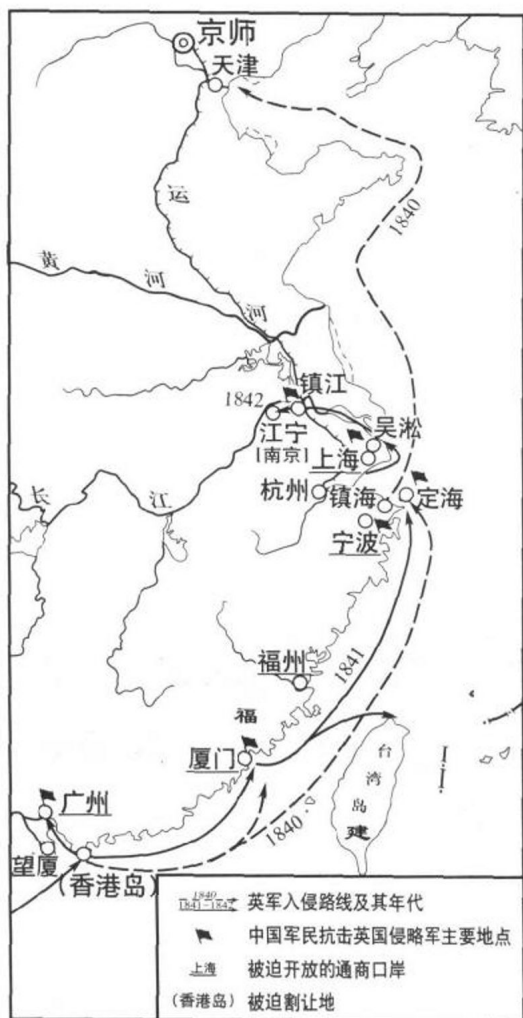 京师
天津
运
1840
黄
河
河
镇江
1842
江宁
[南京]
吴淞
上海
杭州
镇海
定海
宁波
长
江
1841
福州
福
厦门
台
湾
岛
建
广州
1840
望厦
(香港岛)
1840
1841-1842
英军入侵路线及其年代
中国军民抗击英国侵略军主要地点
上海
被迫开放的通商口岸
(香港岛)
被迫割让地